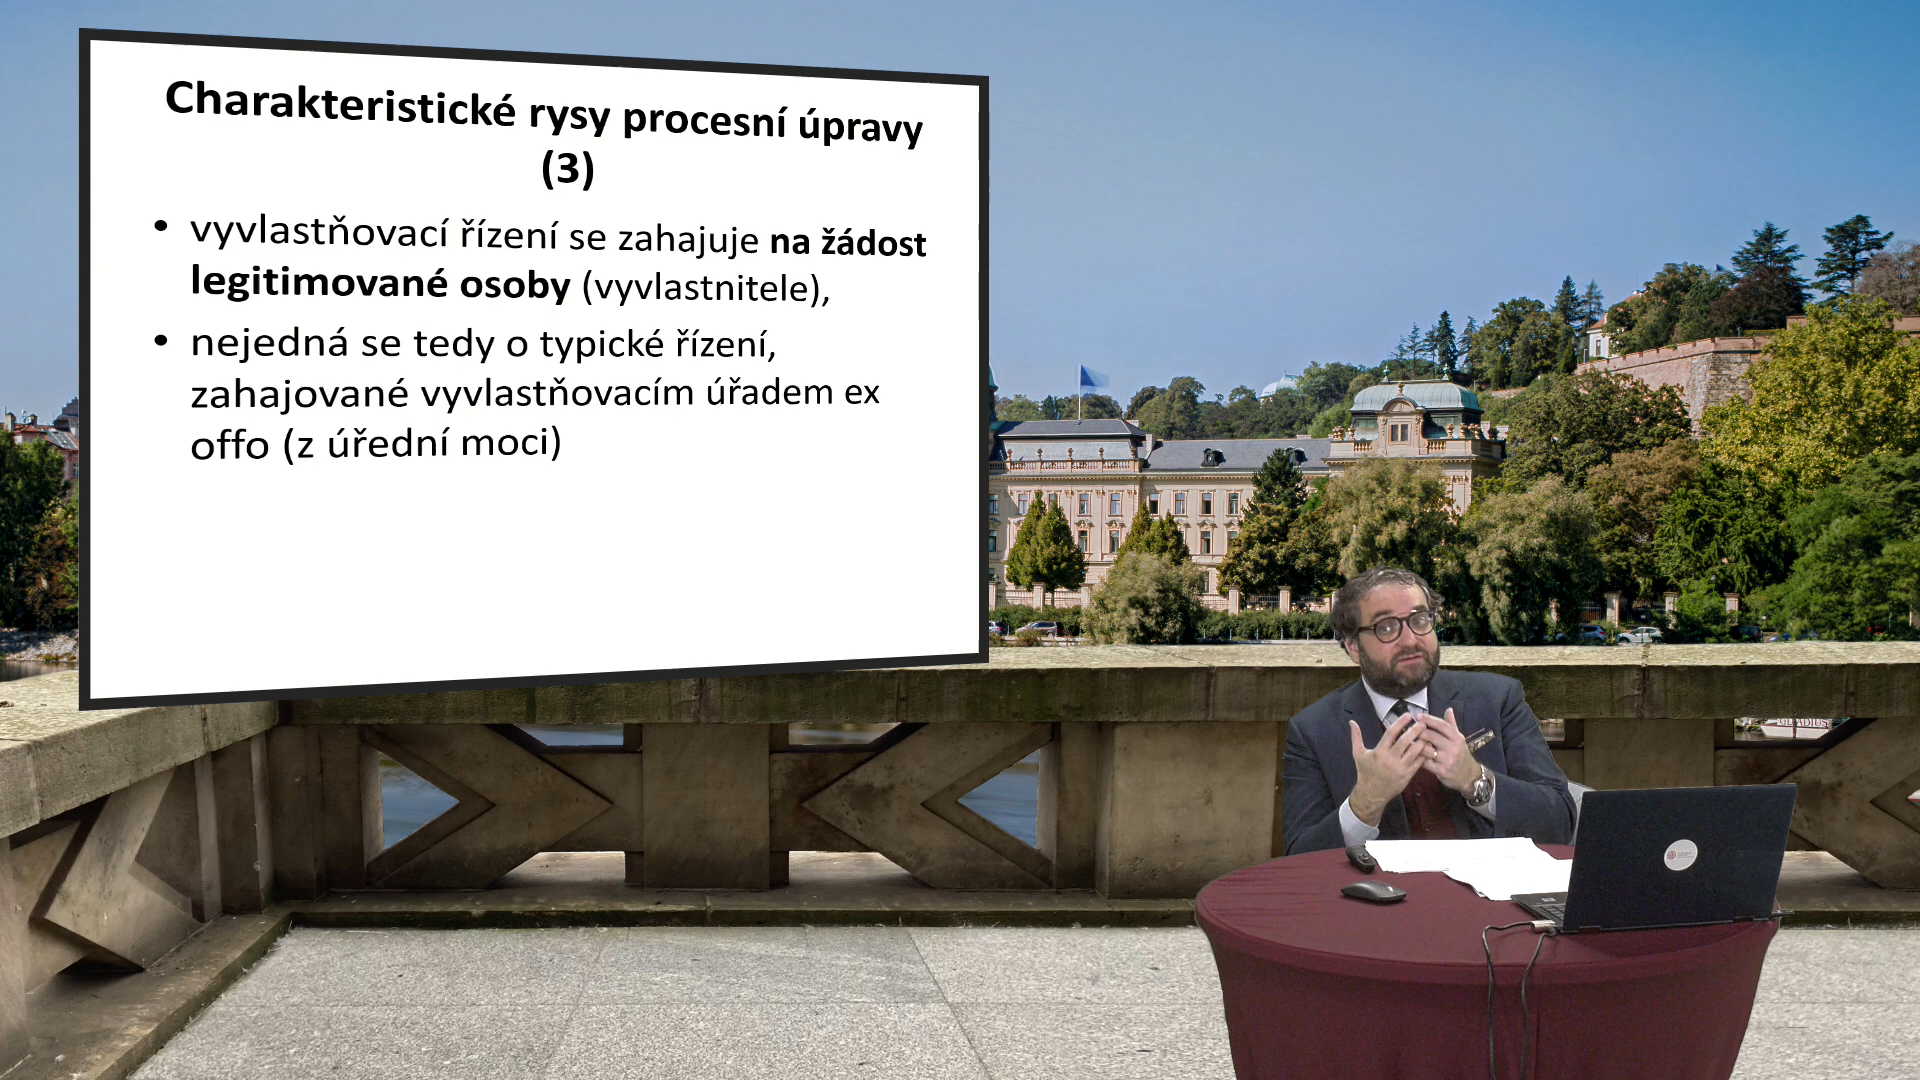 Charakteristické rysy procesní úpravy
(3)
• vyvlastňovací řízení se zahajuje na žádost
legitimované osoby (vyvlastnitele),
• nejedná se tedy o typické řízení,
zahajované vyvlastňovacím úřadem ex
offo (z úřední moci)